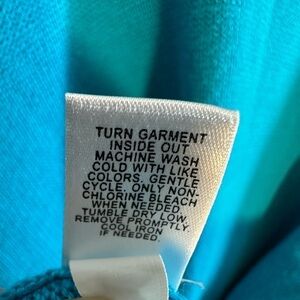 TURN GARMENT
INSIDE OUT
MACHINE WASH
COLD WITH LIKE
COLORS. GENTLE
CYCLE. ONLY NON
CHLORINE BLEACH
WHEN NEEDED.
TUMBLE DRY LOW.
REMOVE PROMPTLY
COOL IRON
IF NEEDED.